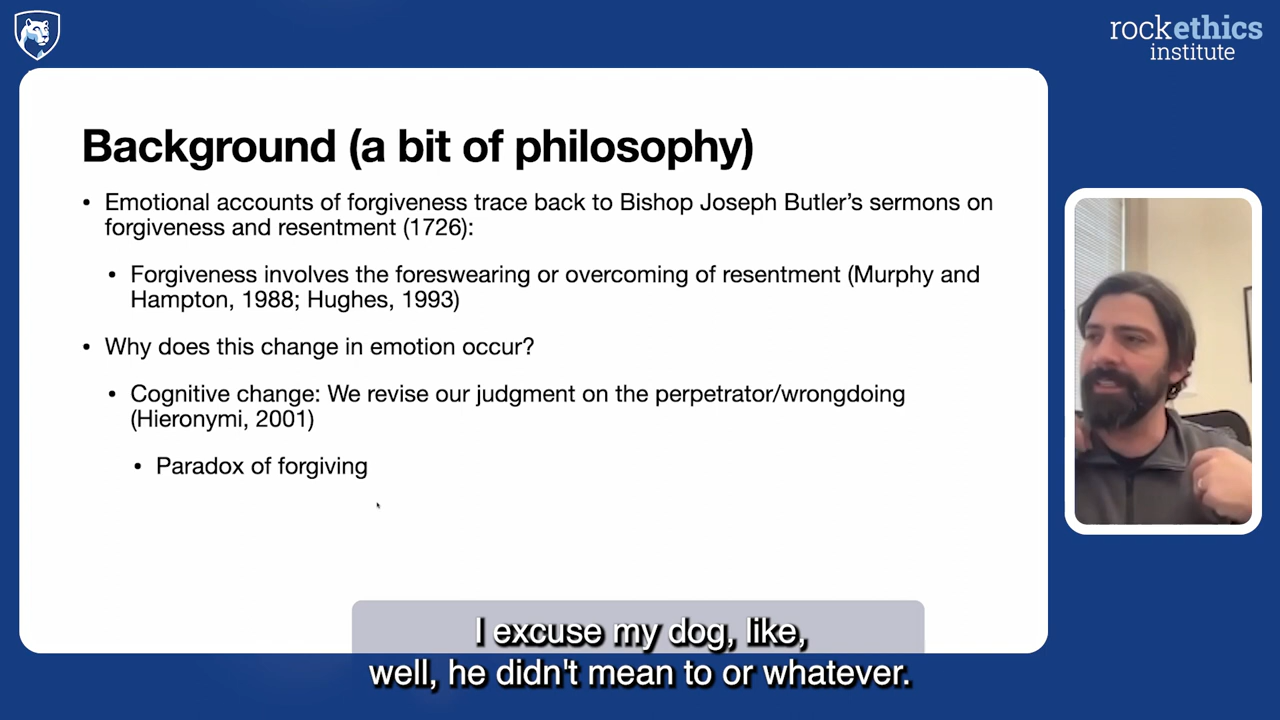 rockethics
institute
Background (a bit of philosophy)
• Emotional accounts of forgiveness trace back to Bishop Joseph Butler's sermons on
forgiveness and resentment (1726):
• Forgiveness involves the foreswearing or overcoming of resentment (Murphy and
Hampton, 1988; Hughes, 1993)
• Why does this change in emotion occur?
• Cognitive change: We revise our judgment on the perpetrator/wrongdoing
(Hieronymi, 2001)
• Paradox of forgiving
I excuse my dog, like,
well, he didn't mean to or whatever.